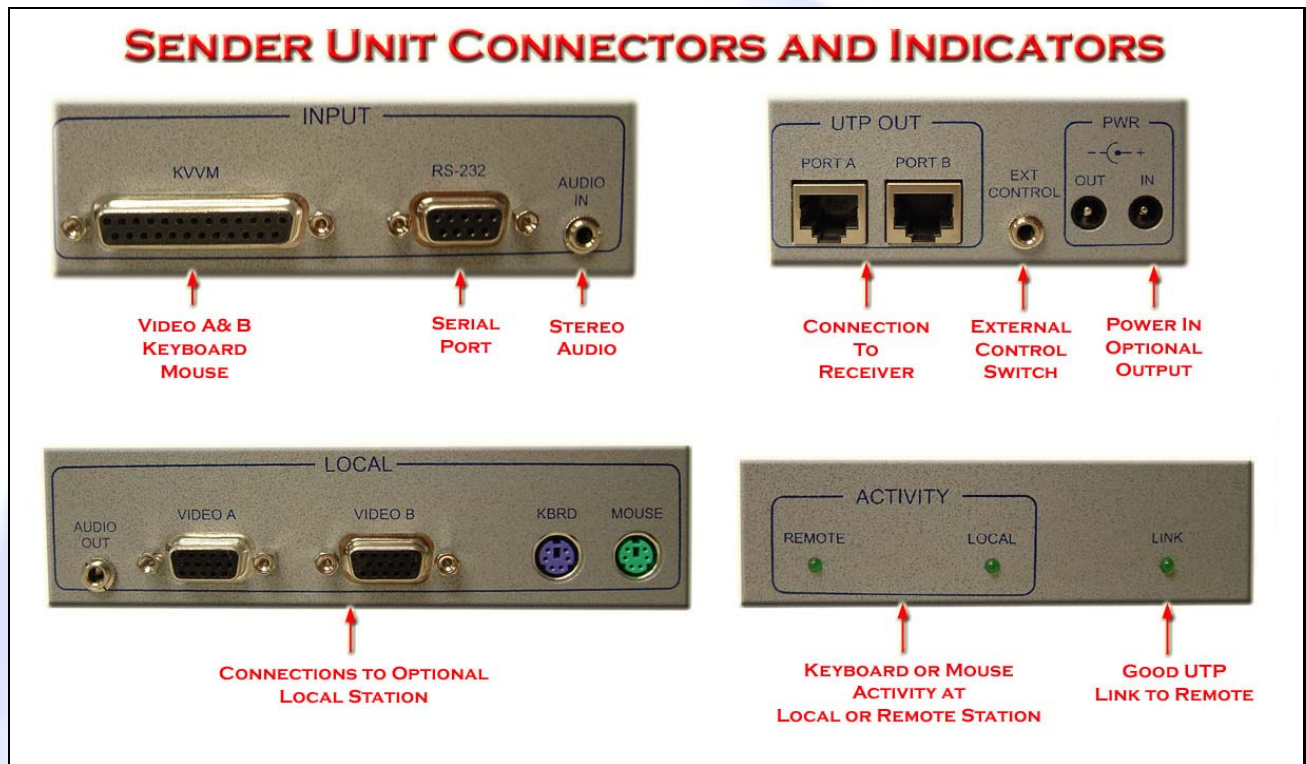 SENDER UNIT CONNECTORS AND INDICATORS
INPUT
KVVM
RS-232
AUDIO
IN
VIDEO A& B
KEYBOARD
MOUSE
SERIAL
PORT
STEREO
AUDIO
UTP OUT
PORT A
PORT B
EXT
CONTROL
PWR
- +
OUT
IN
CONNECTION
TO
RECEIVER
EXTERNAL
CONTROL
SWITCH
POWER IN
OPTIONAL
OUTPUT
LOCAL
AUDIO
OUT
VIDEO A
VIDEO B
KBRD
MOUSE
CONNECTIONS TO OPTIONAL
LOCAL STATION
ACTIVITY
REMOTE
LOCAL
LINK
KEYBOARD OR MOUSE
ACTIVITY AT
LOCAL OR REMOTE STATION
GOOD UTP
LINK TO REMOTE